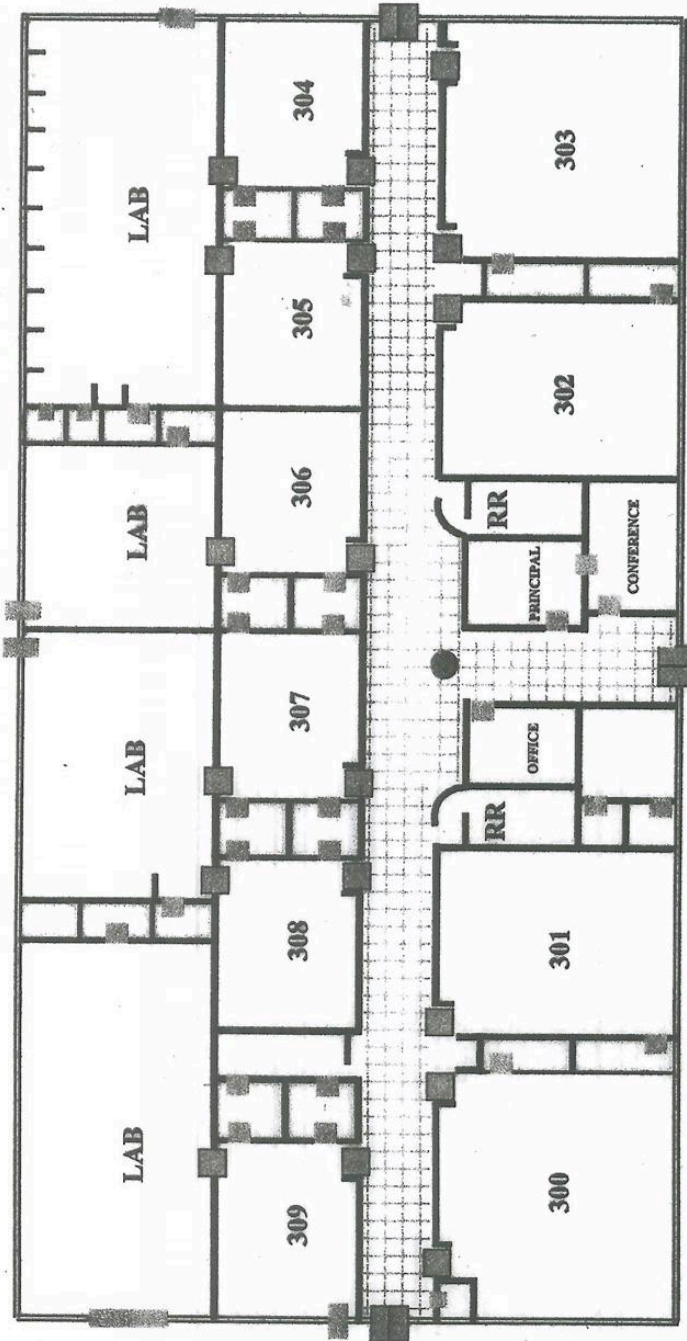 LAB
LAB
LAB
LAB
309
308
307
306
305
304
300
301
RR
OFFICE
PRINCIPAL
RR
CONFERENCE
302
303